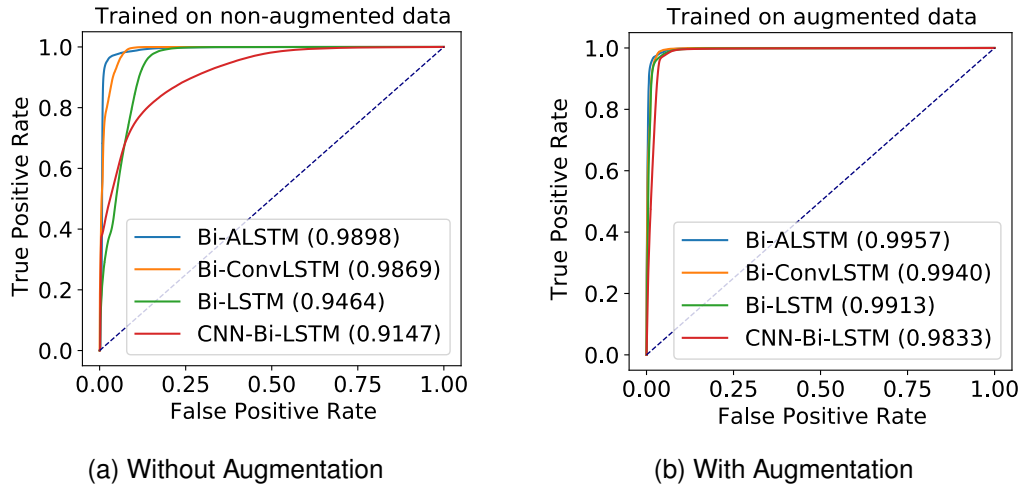 Trained on non-augmented data
True Positive Rate
1.0
0.8
0.6
0.4
0.2
0.0
Bi-ALSTM (0.9898)
Bi-ConvLSTM (0.9869)
Bi-LSTM (0.9464)
CNN-Bi-LSTM (0.9147)
0.00 0.25 0.50 0.75 1.00
False Positive Rate
(a) Without Augmentation
Trained on augmented data
True Positive Rate
1.0
0.8
0.6
0.4
0.2
0.0
Bi-ALSTM (0.9957)
Bi-ConvLSTM (0.9940)
Bi-LSTM (0.9913)
CNN-Bi-LSTM (0.9833)
0.00 0.25 0.50 0.75 1.00
False Positive Rate
(b) With Augmentation